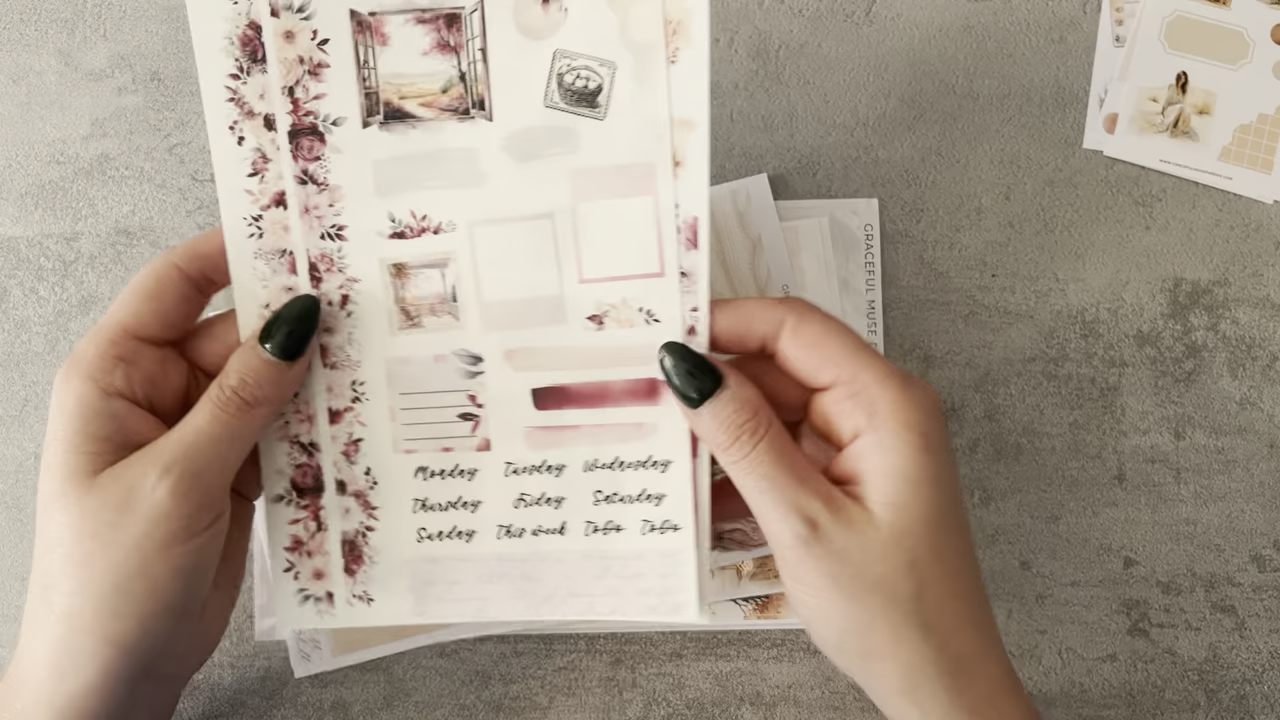 GRACEFUL MUSE
Monday Tuesday Wednesday
Thursday Friday Saturday
Sunday This week To Do To Do